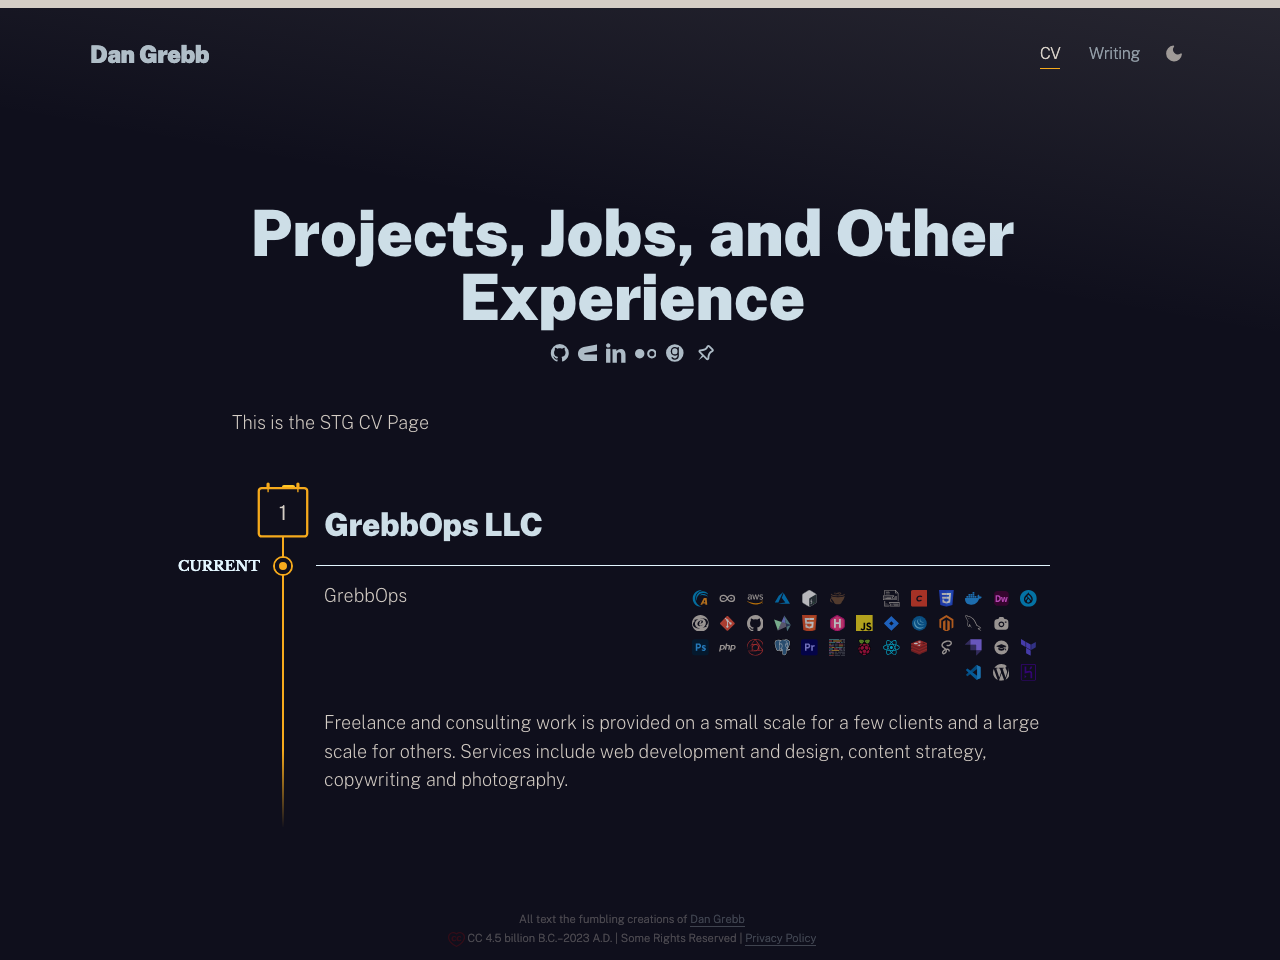 Dan Grebb
CV
Writing
Projects, Jobs, and Other
Experience
This is the STG CV Page
1
GrebbOps LLC
CURRENT
GrebbOps
aws
Dw
JS
Ps
php
Pr
Freelance and consulting work is provided on a small scale for a few clients and a large
scale for others. Services include web development and design, content strategy,
copywriting and photography.
All text the fumbling creations of Dan Grebb
CC 4.5 billion B.C.–2023 A.D. | Some Rights Reserved | Privacy Policy